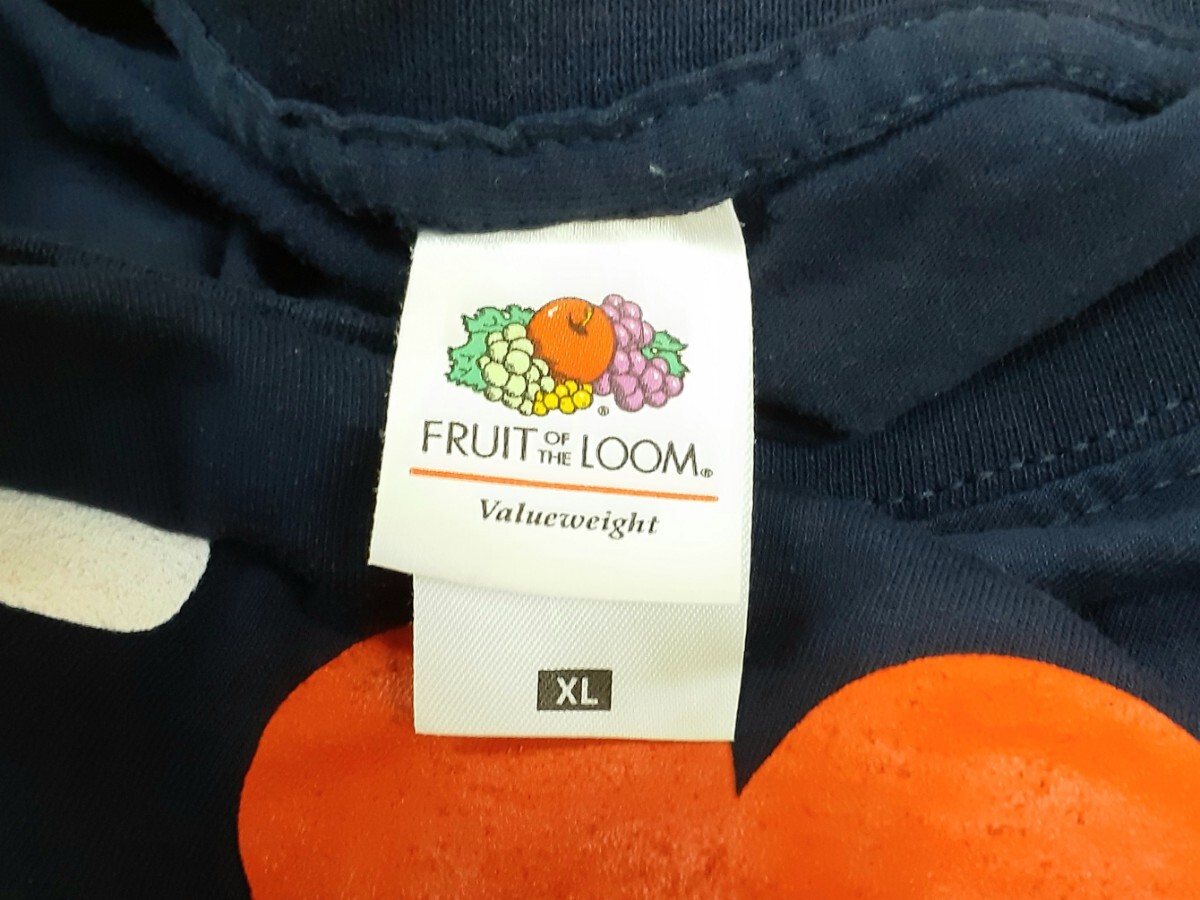 ®
FRUIT OF THE LOOM®
Valueweight
XL